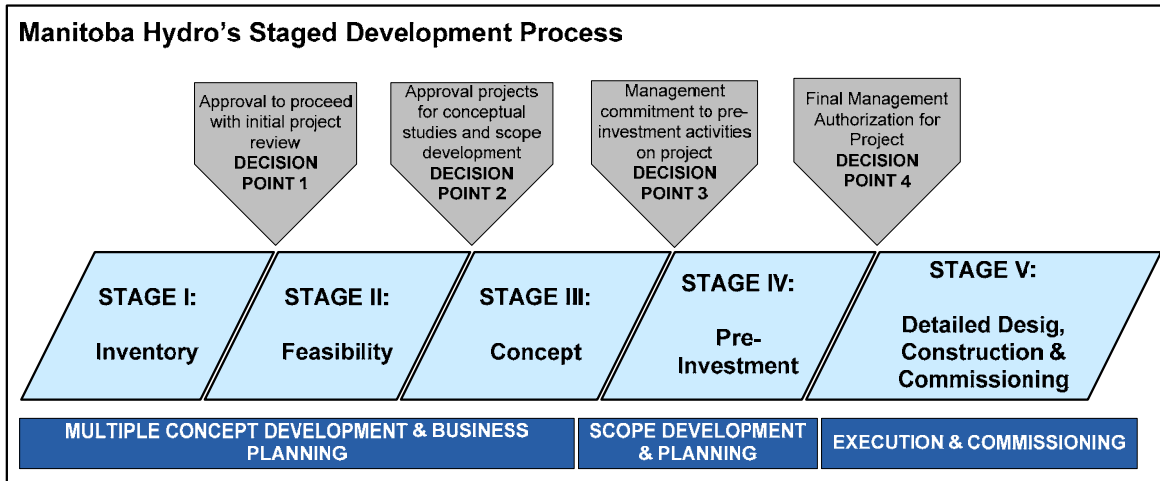 Manitoba Hydro's Staged Development Process
Approval to proceed
with initial project
review
DECISION
POINT 1
Approval projects
for conceptual
studies and scope
development
DECISION
POINT 2
Management
commitment to pre-
investment activities
on project
DECISION
POINT 3
Final Management
Authorization for
Project
DECISION
POINT 4
STAGE I:
Inventory
STAGE II:
Feasibility
STAGE III:
Concept
STAGE IV:
Pre-
Investment
STAGE V:
Detailed Desig,
Construction &
Commissioning
MULTIPLE CONCEPT DEVELOPMENT & BUSINESS
PLANNING
SCOPE DEVELOPMENT
& PLANNING
EXECUTION & COMMISSIONING